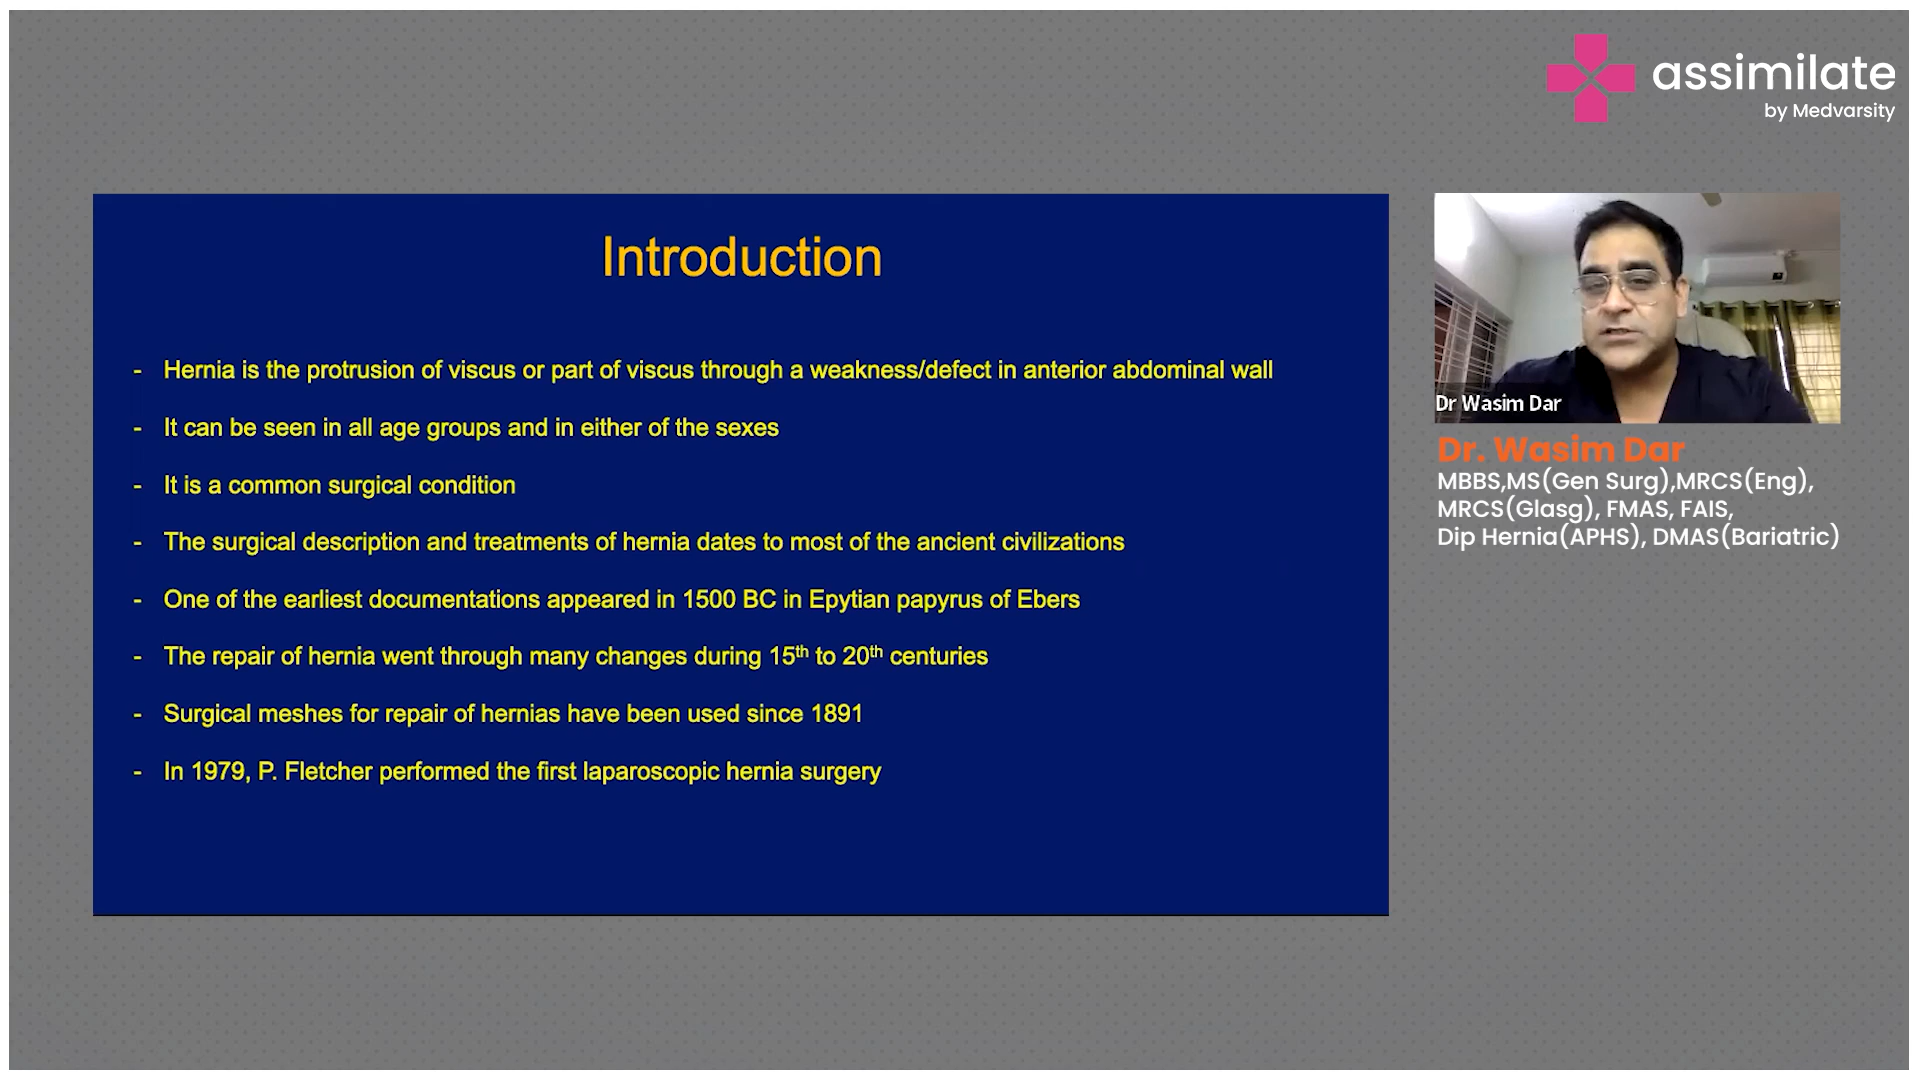 assimilate
by Medvarsity
Introduction
- Hernia is the protrusion of viscus or part of viscus through a weakness/defect in anterior abdominal wall
- It can be seen in all age groups and in either of the sexes
- It is a common surgical condition
- The surgical description and treatments of hernia dates to most of the ancient civilizations
- One of the earliest documentations appeared in 1500 BC in Epytian papyrus of Ebers
- The repair of hernia went through many changes during 15th to 20th centuries
- Surgical meshes for repair of hernias have been used since 1891
- In 1979, P. Fletcher performed the first laparoscopic hernia surgery
Dr Wasim Dar
Dr. Wasim Dar
MBBS,MS(Gen Surg),MRCS(Eng),
MRCS(Glasg), FMAS, FAIS,
Dip Hernia(APHS), DMAS(Bariatric)